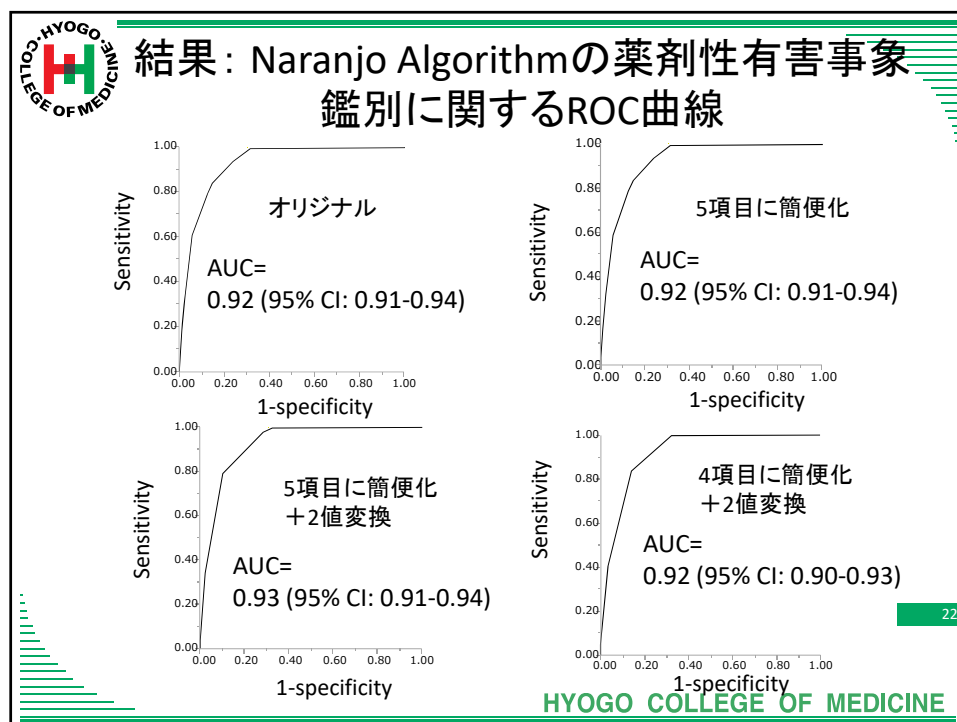 HYOGO COLLEGE OF MEDICINE
結果：Naranjo Algorithmの薬剤性有害事象
鑑別に関するROC曲線
Sensitivity
1.00
0.80
0.60
0.40
0.20
0.00
オリジナル
AUC=
0.92 (95% CI: 0.91-0.94)
0.00 0.20 0.40 0.60 0.80 1.00
1-specificity
Sensitivity
1.00
0.80
0.60
0.40
0.20
0.00
5項目に簡便化
AUC=
0.92 (95% CI: 0.91-0.94)
0.00 0.20 0.40 0.60 0.80 1.00
1-specificity
Sensitivity
1.00
0.80
0.60
0.40
0.20
0.00
5項目に簡便化
＋2値変換
AUC=
0.93 (95% CI: 0.91-0.94)
0.00 0.20 0.40 0.60 0.80 1.00
1-specificity
Sensitivity
1.00
0.80
0.60
0.40
0.20
0.00
4項目に簡便化
＋2値変換
AUC=
0.92 (95% CI: 0.90-0.93)
0.00 0.20 0.40 0.60 0.80 1.00
1-specificity
22
HYOGO COLLEGE OF MEDICINE